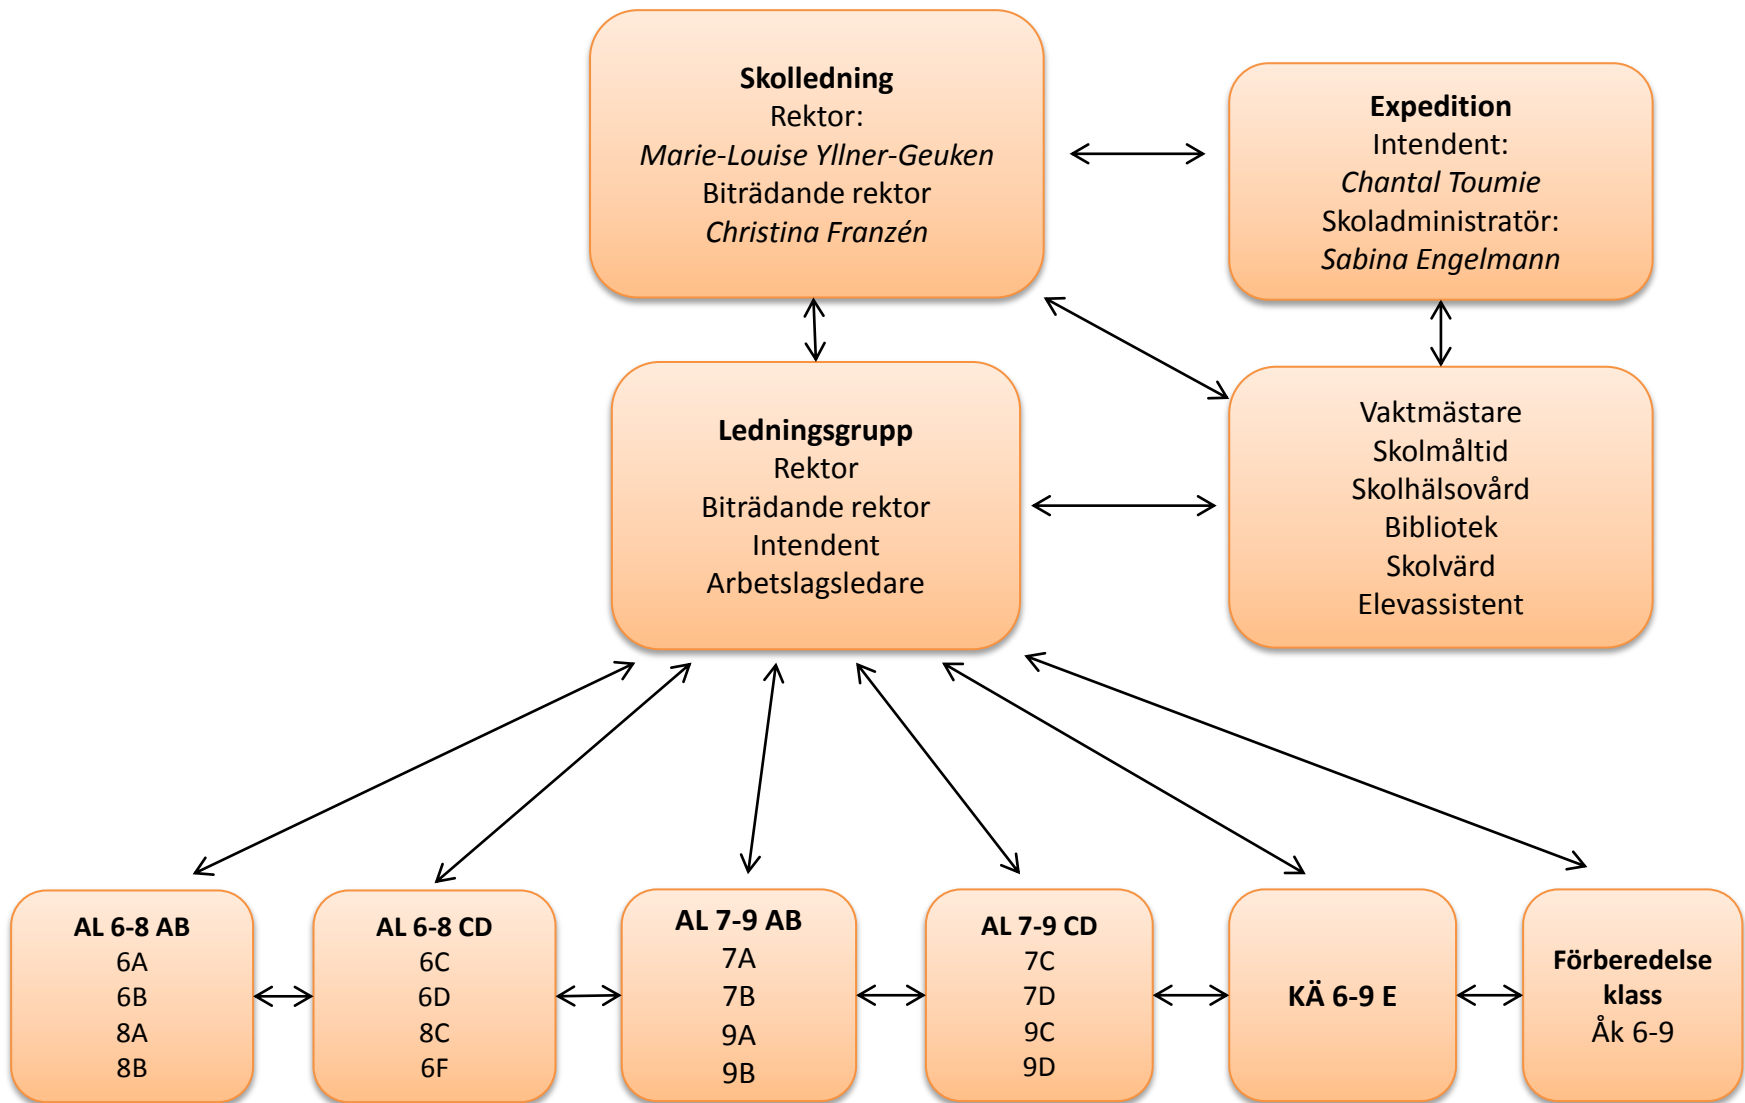 Skolledning
Rektor:
Marie-Louise Yllner-Geuken
Biträdande rektor
Christina Franzén
Expedition
Intendent:
Chantal Toumie
Skoladministratör:
Sabina Engelmann
Ledningsgrupp
Rektor
Biträdande rektor
Intendent
Arbetslagsledare
Vaktmästare
Skolmåltid
Skolhälsovård
Bibliotek
Skolvärd
Elevassistent
AL 6-8 AB
6A
6B
8A
8B
AL 6-8 CD
6C
6D
8C
6F
AL 7-9 AB
7A
7B
9A
9B
AL 7-9 CD
7C
7D
9C
9D
KÄ 6-9 E
Förberedelse
klass
Åk 6-9